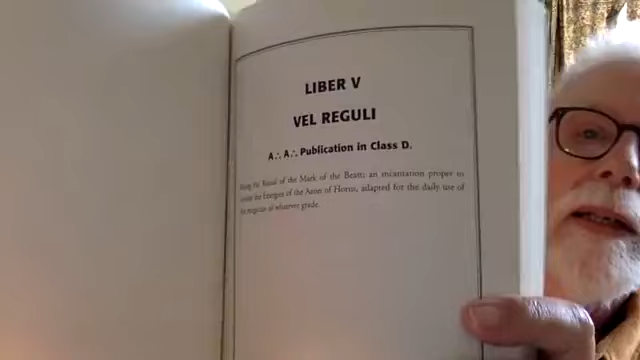 LIBER V
VEL REGULI
A∴ A∴ Publication in Class D.
Being the Ritual of the Mark of the Beast; an incantation proper to
invoke the Energies of the Aeon of Horus, adapted for the daily use of
the magician of whatever grade.